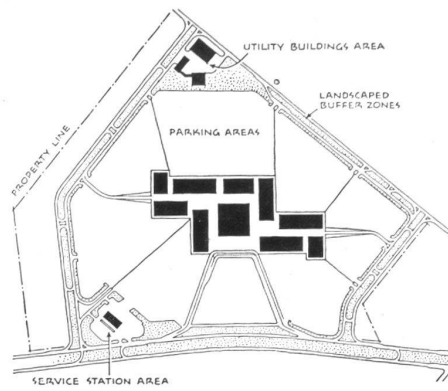 UTILITY BUILDINGS AREA
LANDSCAPED
BUFFER ZONES
PARKING AREAS
PROPERTY LINE
SERVICE STATION AREA